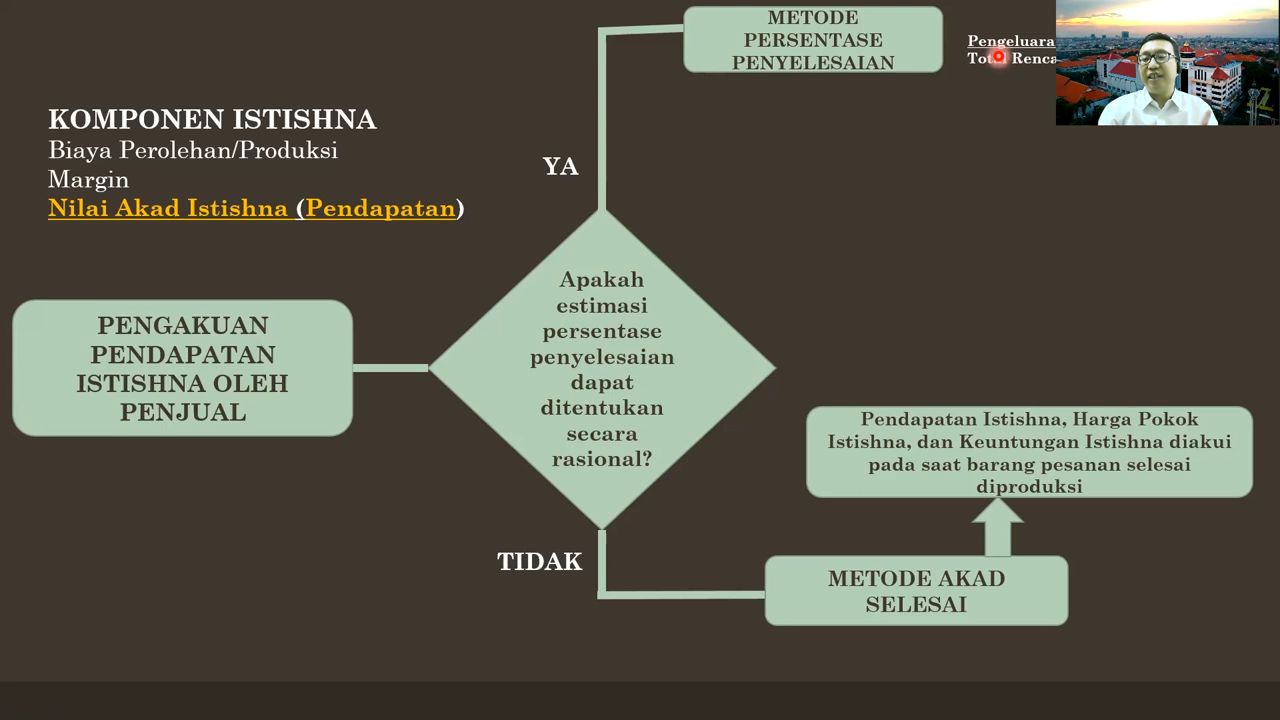 METODE
PERSENTASE
PENYELESAIAN
KOMPONEN ISTISHNA
Biaya Perolehan/Produksi
Margin
Nilai Akad Istishna (Pendapatan)
YA
PENGAKUAN
PENDAPATAN
ISTISHNA OLEH
PENJUAL
Apakah
estimasi
persentase
penyelesaian
dapat
ditentukan
secara
rasional?
Pendapatan Istishna, Harga Pokok
Istishna, dan Keuntungan Istishna diakui
pada saat barang pesanan selesai
diproduksi
TIDAK
METODE AKAD
SELESAI